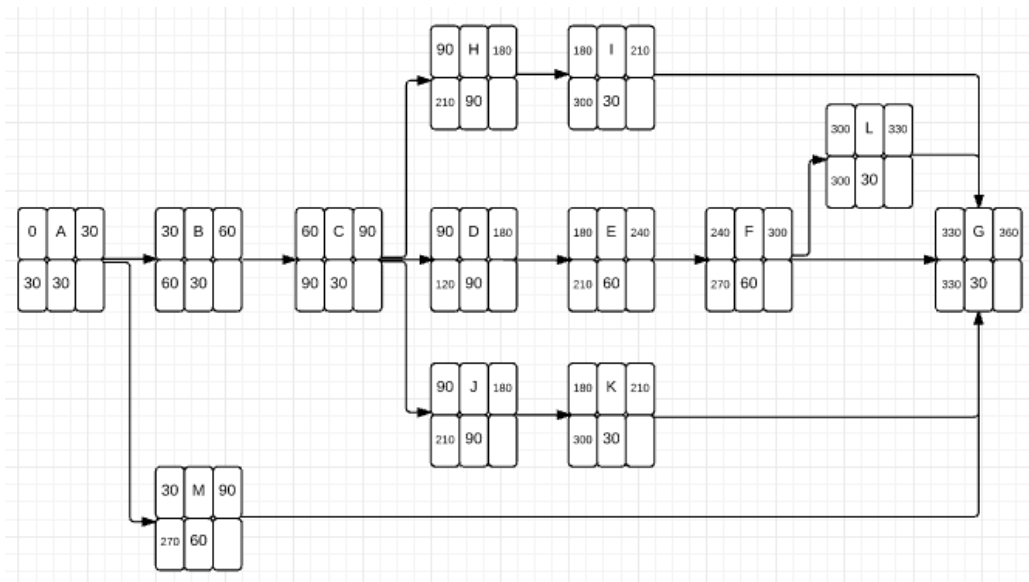 90 H 180
210 90
180 I 210
300 30
300 L 330
300 30
0 A 30
30 30
30 B 60
60 30
60 C 90
90 30
90 D 180
120 90
180 E 240
210 60
240 F 300
270 60
330 G 360
330 30
90 J 180
210 90
180 K 210
300 30
30 M 90
270 60